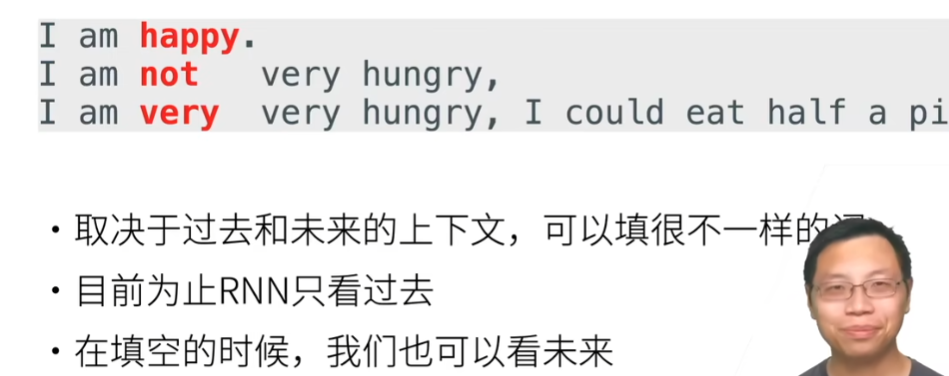 I am happy.
I am not very hungry,
I am very very hungry, I could eat half a
・取决于过去和未来的上下文，可以填很不一样的
・目前为止RNN只看过去
・在填空的时候，我们也可以看未来